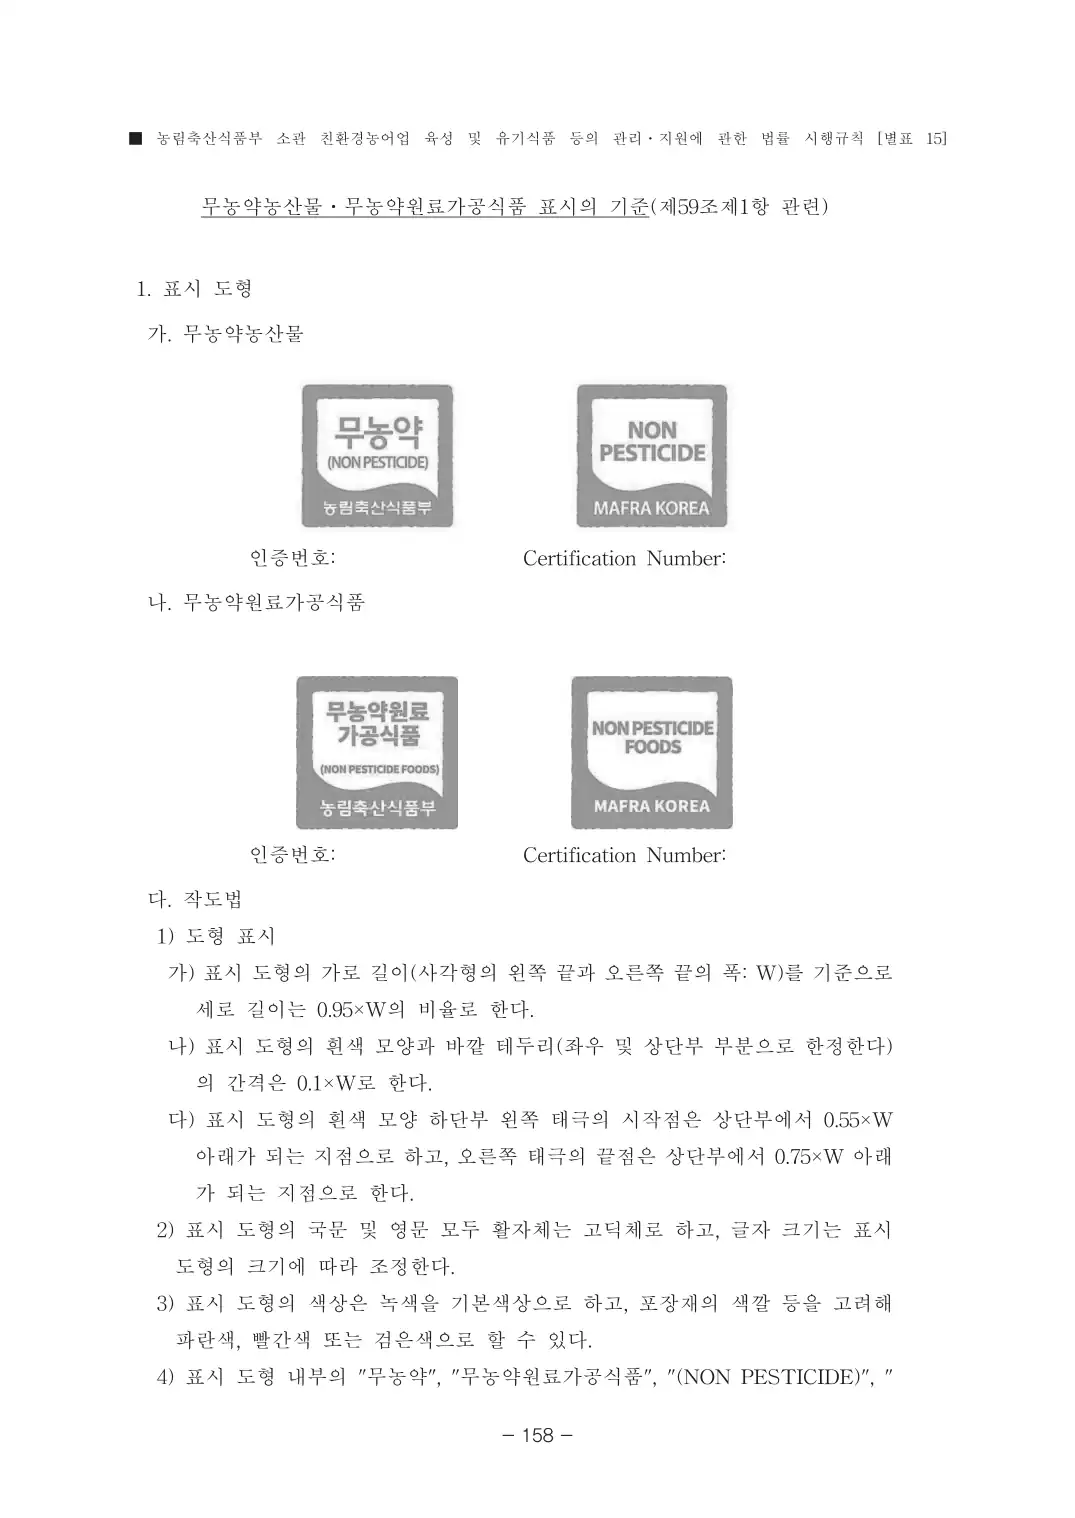 ■ 농림축산식품부 소관 친환경농어업 육성 및 유기식품 등의 관리·지원에 관한 법률 시행규칙 [별표 15]
무농약농산물·무농약원료가공식품 표시의 기준(제59조제1항 관련)
1. 표시 도형
가. 무농약농산물
무농약
(NON PESTICIDE)
농림축산식품부
NON
PESTICIDE
MAFRA KOREA
인증번호:
Certification Number:
나. 무농약원료가공식품
무농약원료
가공식품
(NON PESTICIDE FOODS)
농림축산식품부
NON PESTICIDE
FOODS
MAFRA KOREA
인증번호:
Certification Number:
다. 작도법
1) 도형 표시
가) 표시 도형의 가로 길이(사각형의 왼쪽 끝과 오른쪽 끝의 폭: W)를 기준으로
세로 길이는 0.95×W의 비율로 한다.
나) 표시 도형의 흰색 모양과 바깥 테두리(좌우 및 상단부 부분으로 한정한다)
의 간격은 0.1×W로 한다.
다) 표시 도형의 흰색 모양 하단부 왼쪽 태극의 시작점은 상단부에서 0.55×W
아래가 되는 지점으로 하고, 오른쪽 태극의 끝점은 상단부에서 0.75×W 아래
가 되는 지점으로 한다.
2) 표시 도형의 국문 및 영문 모두 활자체는 고딕체로 하고, 글자 크기는 표시
도형의 크기에 따라 조정한다.
3) 표시 도형의 색상은 녹색을 기본색상으로 하고, 포장재의 색깔 등을 고려해
파란색, 빨간색 또는 검은색으로 할 수 있다.
4) 표시 도형 내부의 "무농약", "무농약원료가공식품", "(NON PESTICIDE)", "
- 158 -